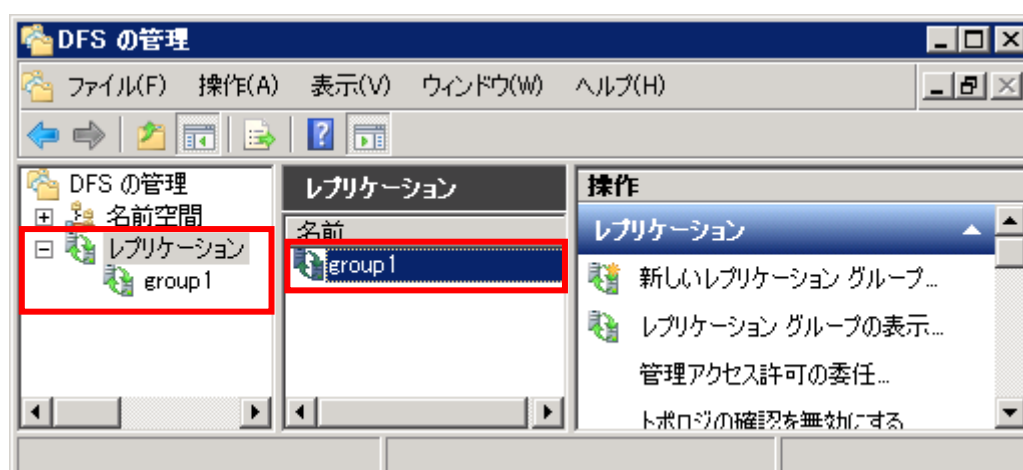 DFS の管理
ファイル(F) 操作(A) 表示(V) ウィンドウ(W) ヘルプ(H)
DFS の管理
名前空間
レプリケーション
group1
レプリケーション
名前
group1
操作
レプリケーション
新しいレプリケーション グループ...
レプリケーション グループの表示...
管理アクセス許可の委任...
トポロジの確認を無効にする